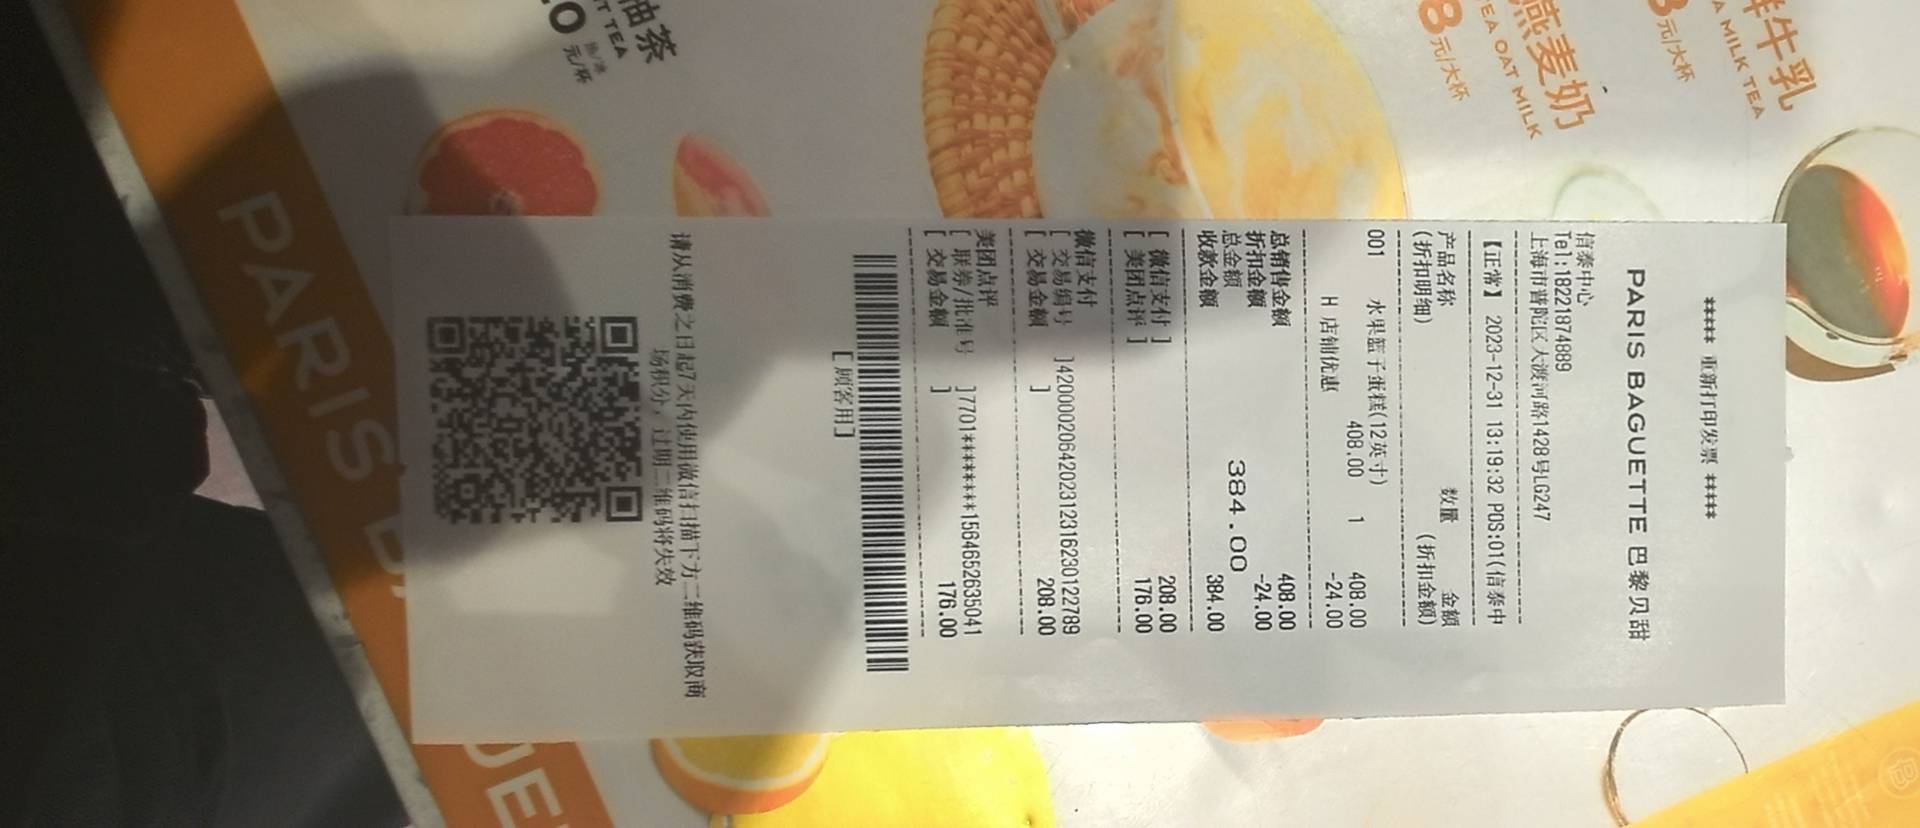 **** 重新打印发票 ****
PARIS BAGUETTE 巴黎贝甜
信泰中心
Tel:18221874889
上海市普陀区大渡河路1428号LG247
【正常】 2023-12-31 13:19:32 POS:01(信泰中
产品名称 数量 金额
(折扣明细) (折扣金额)
001 水果篮子蛋糕(12英寸)
408.00 1 408.00
H 店铺优惠 -24.00
总销售金额 408.00
折扣金额 -24.00
总金额 384.00
收款金额 384.00
[ 微信支付 ] 208.00
[ 美团点评 ] 176.00
微信支付
[ 交易编号 ]4200002064202312316230122789
[ 交易金额 ] 208.00
美团点评
[ 联券/批准号 ]7701********1564652635041
[ 交易金额 ] 176.00
[ 顾客用 ]
请从消费之日起7天内使用微信扫描下方二维码获取商
场积分，过期二维码将失效
油茶
IT TEA
元/杯
燕麦奶
TEA OAT MILK
8元/大杯
牛乳
A MILK TEA
元/大杯
PARIS